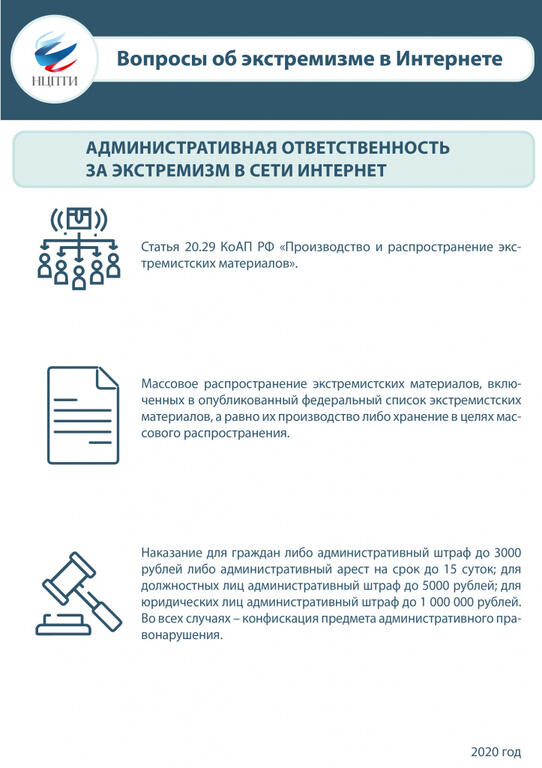 НЦПТИ
Вопросы об экстремизме в Интернете
АДМИНИСТРАТИВНАЯ ОТВЕТСТВЕННОСТЬ
ЗА ЭКСТРЕМИЗМ В СЕТИ ИНТЕРНЕТ
Статья 20.29 КоАП РФ «Производство и распространение экс-
тремистских материалов».
Массовое распространение экстремистских материалов, вклю-
ченных в опубликованный федеральный список экстремистских
материалов, а равно их производство либо хранение в целях мас-
сового распространения.
Наказание для граждан либо административный штраф до 3000
рублей либо административный арест на срок до 15 суток; для
должностных лиц административный штраф до 5000 рублей; для
юридических лиц административный штраф до 1 000 000 рублей.
Во всех случаях – конфискация предмета административного пра-
вонарушения.
2020 год